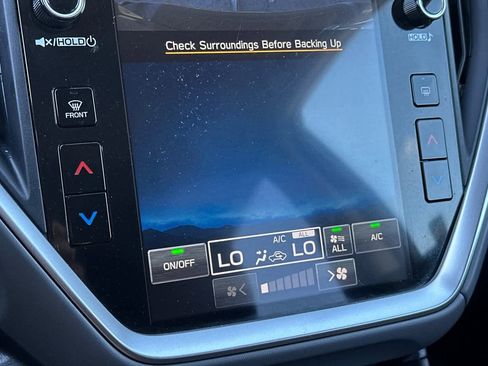 Check Surroundings Before Backing Up
/HOLD/
HOLD
FRONT
A/C ALL
LO LO
ON/OFF
ALL
A/C